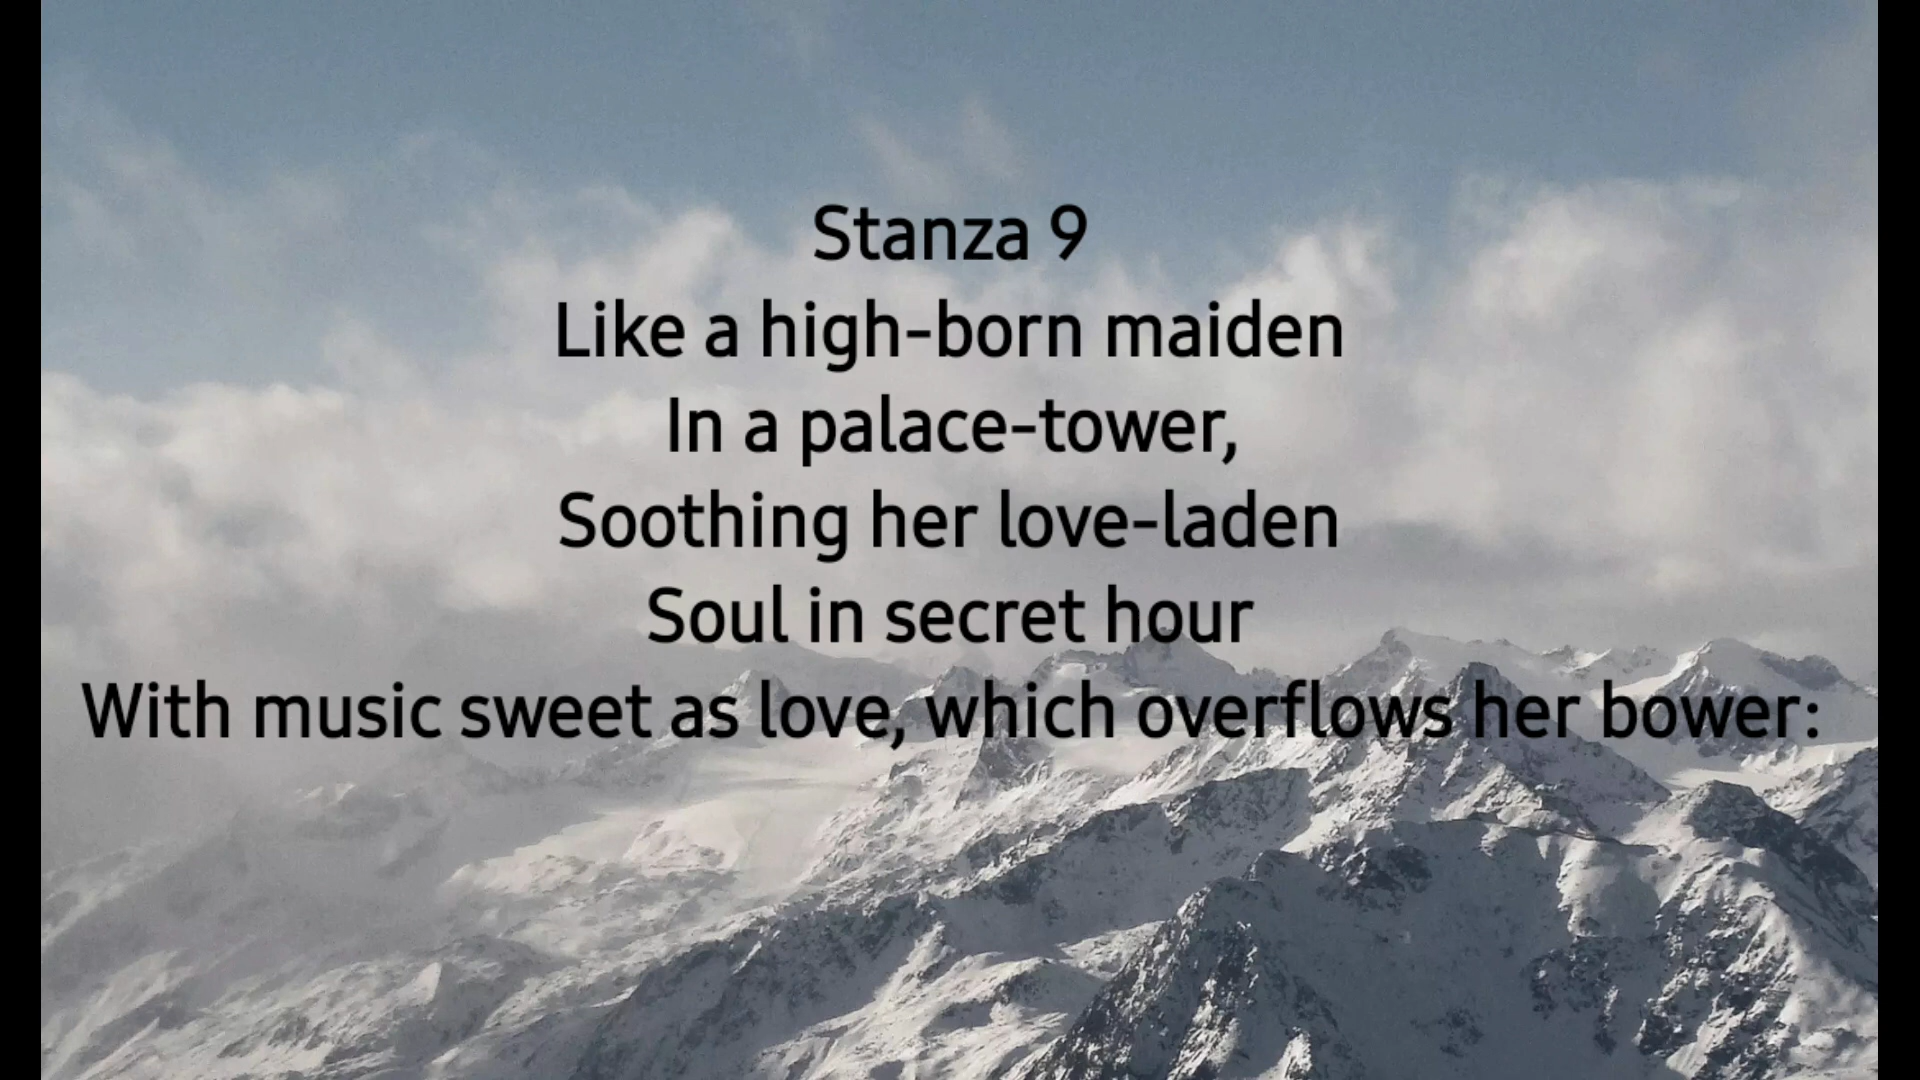 Stanza 9
Like a high-born maiden
In a palace-tower,
Soothing her love-laden
Soul in secret hour
With music sweet as love, which overflows her bower: